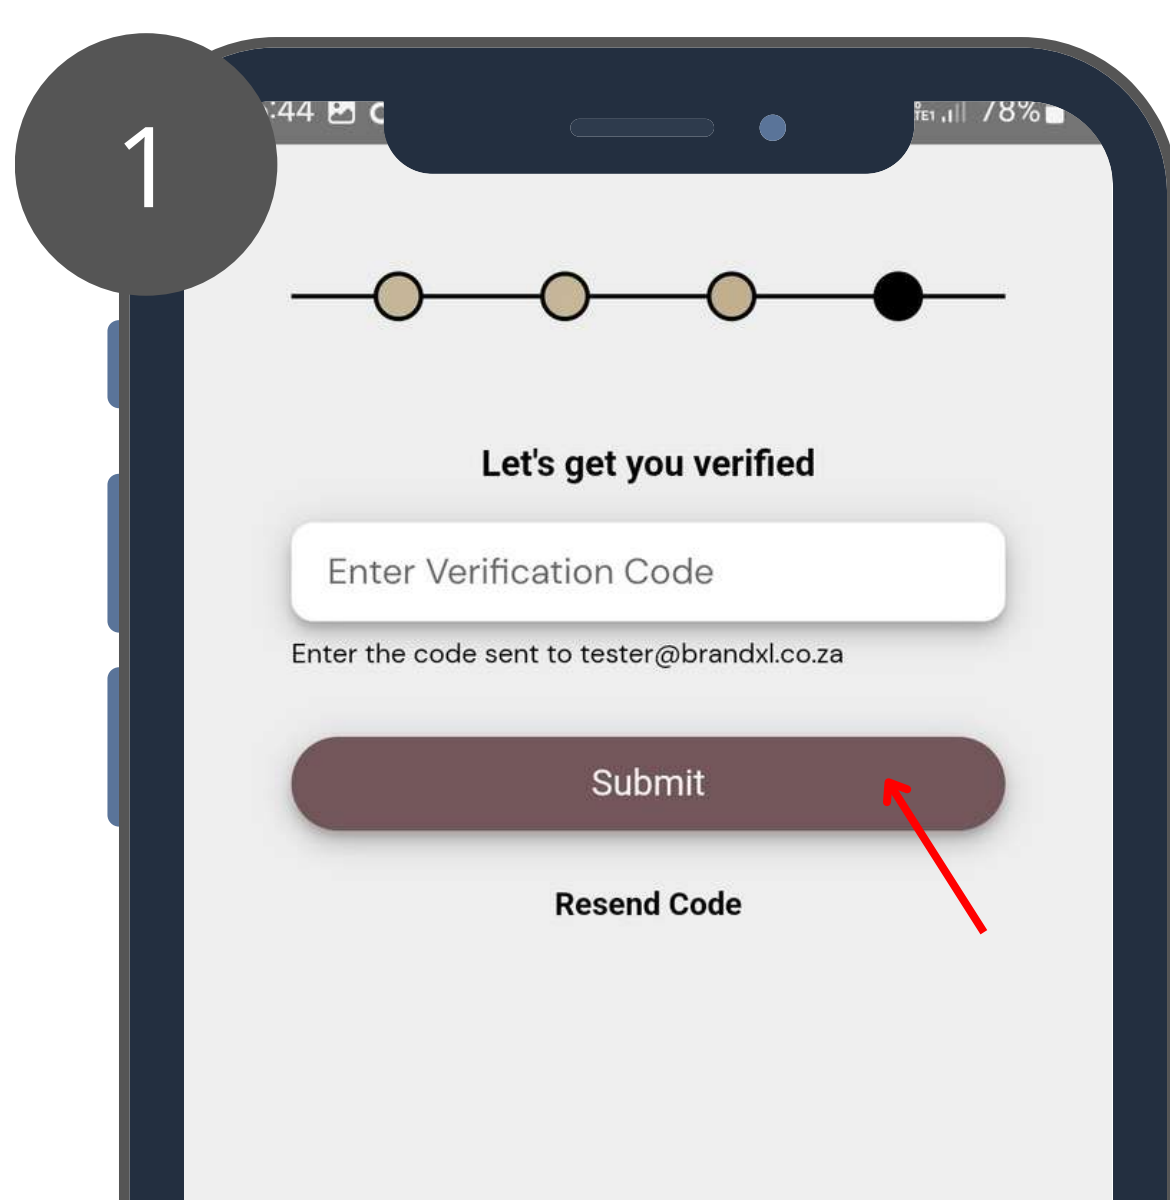 1
:44
78%
Let's get you verified
Enter Verification Code
Enter the code sent to tester@brandxl.co.za
Submit
Resend Code